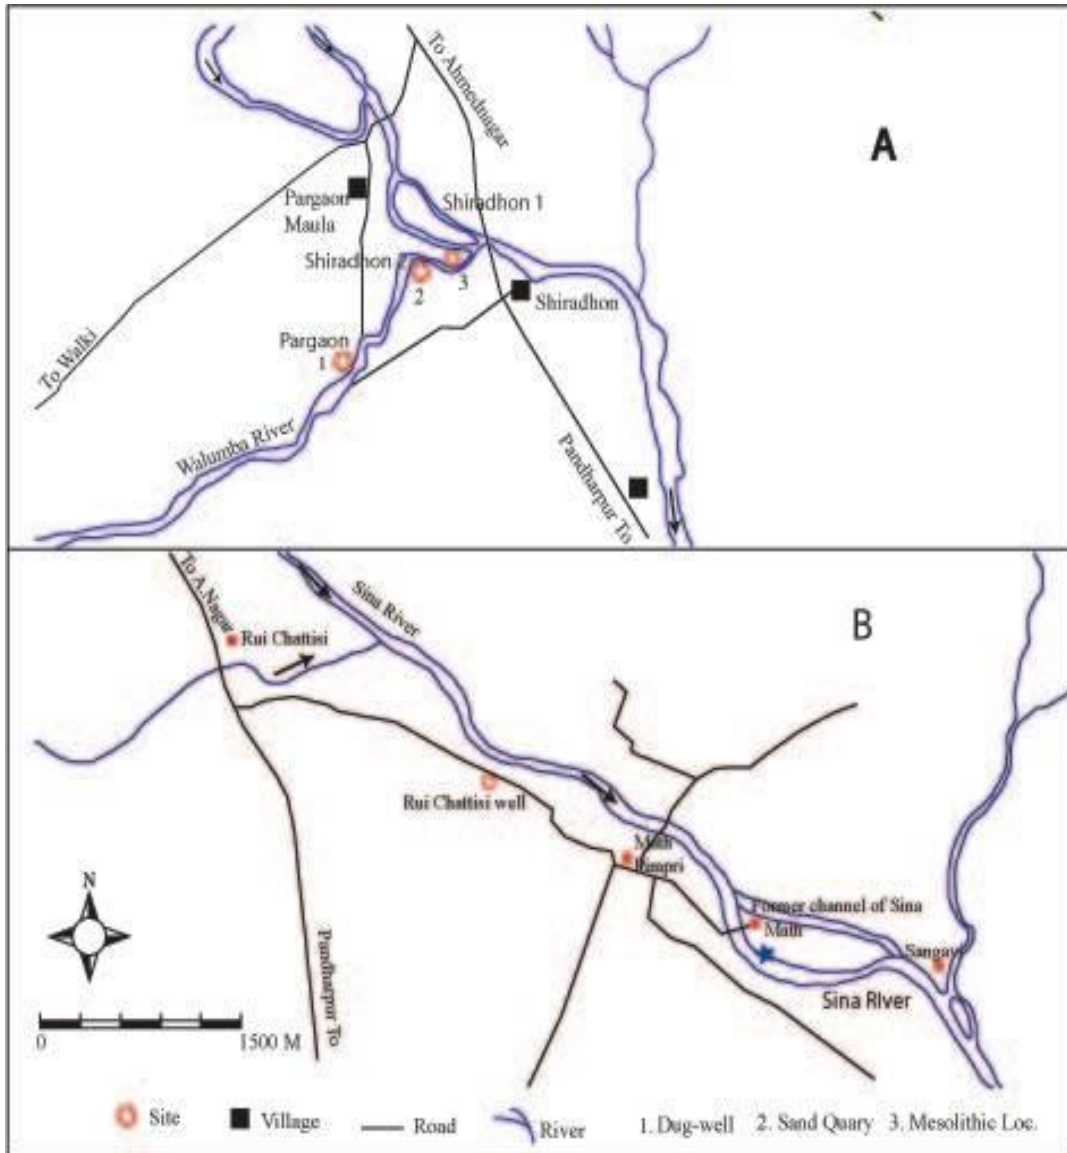 A
To Ahmednagar
Shiradhon 1
Pargaon
Maula
Shiradhon 2
2
3
Shiradhon
Pargaon
1
To Walki
Walumba River
Pandharpur To
B
To A.Nagar
Rui Chattisi
Sina River
Rui Chattisi well
Math
Pimpri
Former channel of Sina
Math
Sangavi
Sina RIver
N
Pandharpur To
0
1500 M
Site
Village
Road
River
1. Dug-well
2. Sand Quary
3. Mesolithic Loc.